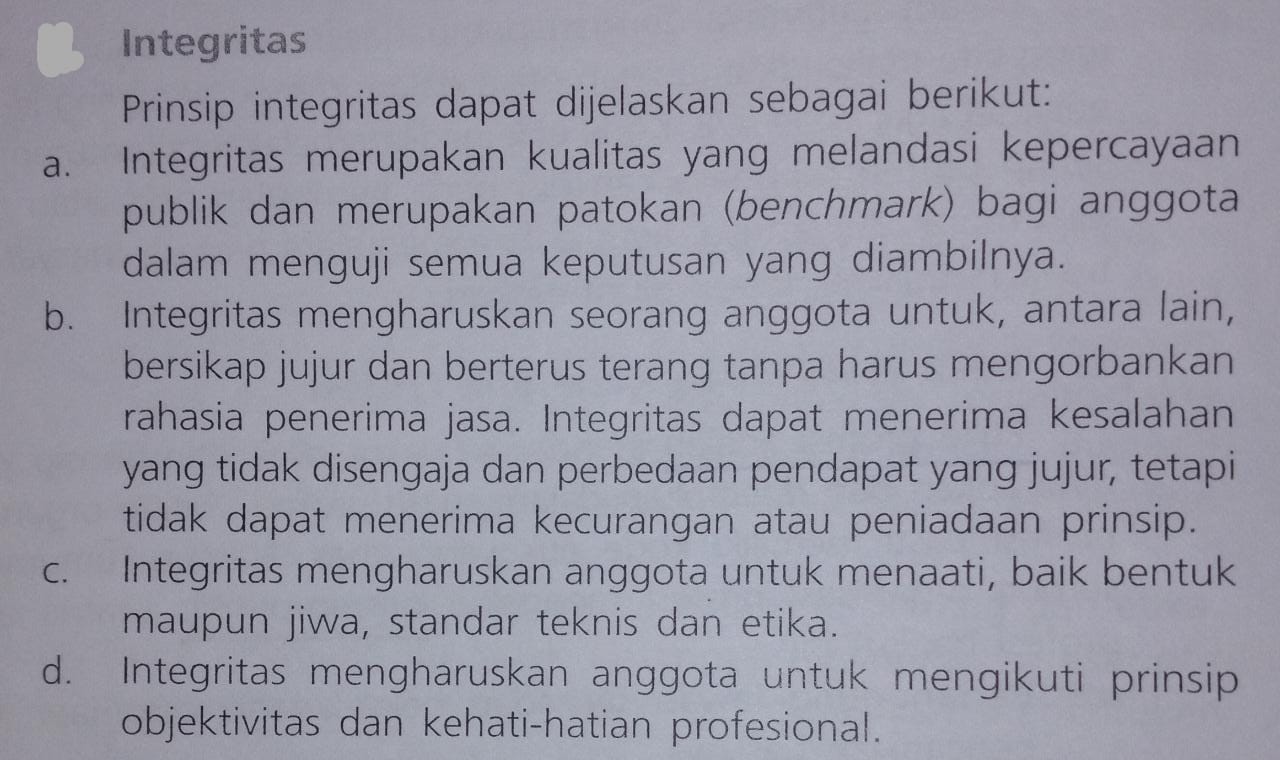 Integritas
Prinsip integritas dapat dijelaskan sebagai berikut:
a. Integritas merupakan kualitas yang melandasi kepercayaan
publik dan merupakan patokan (benchmark) bagi anggota
dalam menguji semua keputusan yang diambilnya.
b. Integritas mengharuskan seorang anggota untuk, antara lain,
bersikap jujur dan berterus terang tanpa harus mengorbankan
rahasia penerima jasa. Integritas dapat menerima kesalahan
yang tidak disengaja dan perbedaan pendapat yang jujur, tetapi
tidak dapat menerima kecurangan atau peniadaan prinsip.
c. Integritas mengharuskan anggota untuk menaati, baik bentuk
maupun jiwa, standar teknis dan etika.
d. Integritas mengharuskan anggota untuk mengikuti prinsip
objektivitas dan kehati-hatian profesional.